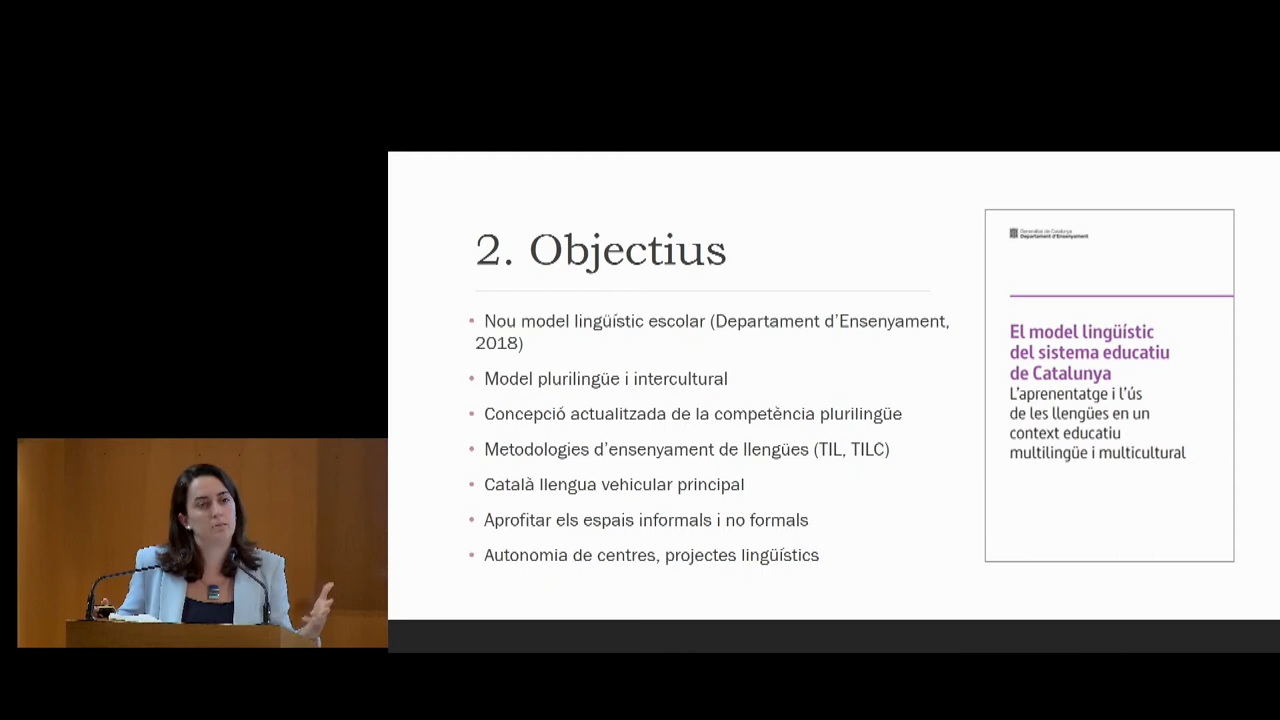 2. Objectius
• Nou model lingüístic escolar (Departament d’Ensenyament,
2018)
• Model plurilingüe i intercultural
• Concepció actualitzada de la competència plurilingüe
• Metodologies d’ensenyament de llengües (TIL, TILC)
• Català llengua vehicular principal
• Aprofitar els espais informals i no formals
• Autonomia de centres, projectes lingüístics
Generalitat de Catalunya
Departament d’Ensenyament
El model lingüístic
del sistema educatiu
de Catalunya
L’aprenentatge i l’ús
de les llengües en un
context educatiu
multilingüe i multicultural